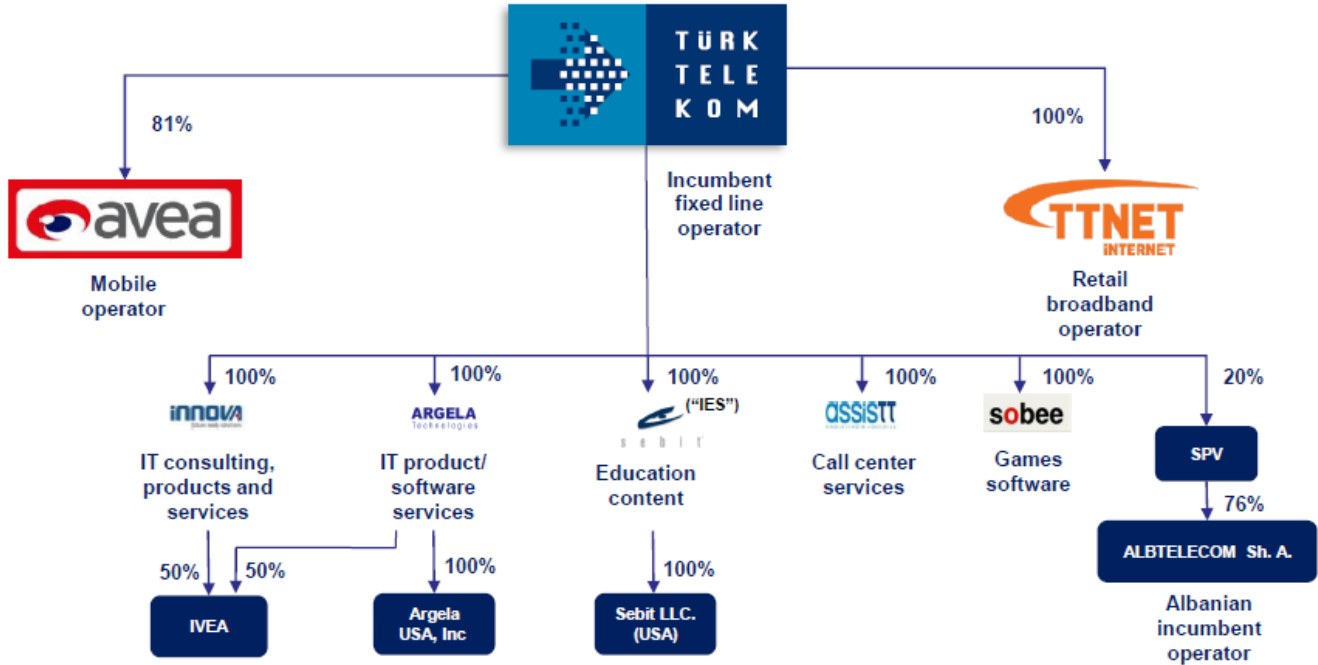 TÜRK
TELE
KOM
81%
100%
avea
Incumbent
fixed line
operator
TTNET
iNTERNET
Mobile
operator
Retail
broadband
operator
100%
100%
100%
100%
100%
20%
iNNOVA
ARGELA
Technologies
("IES")
sebit
assisTT
sobee
SPV
IT consulting,
products and
services
IT product/
software
services
Education
content
Call center
services
Games
software
76%
ALBTELECOM Sh. A.
50%
50%
100%
100%
IVEA
Argela
USA, Inc
Sebit LLC.
(USA)
Albanian
incumbent
operator